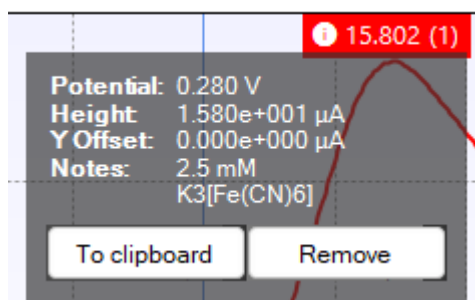 15.802 (1)
Potential: 0.280 V
Height: 1.580e+001 µA
Y Offset: 0.000e+000 µA
Notes: 2.5 mM
K3[Fe(CN)6]
To clipboard Remove